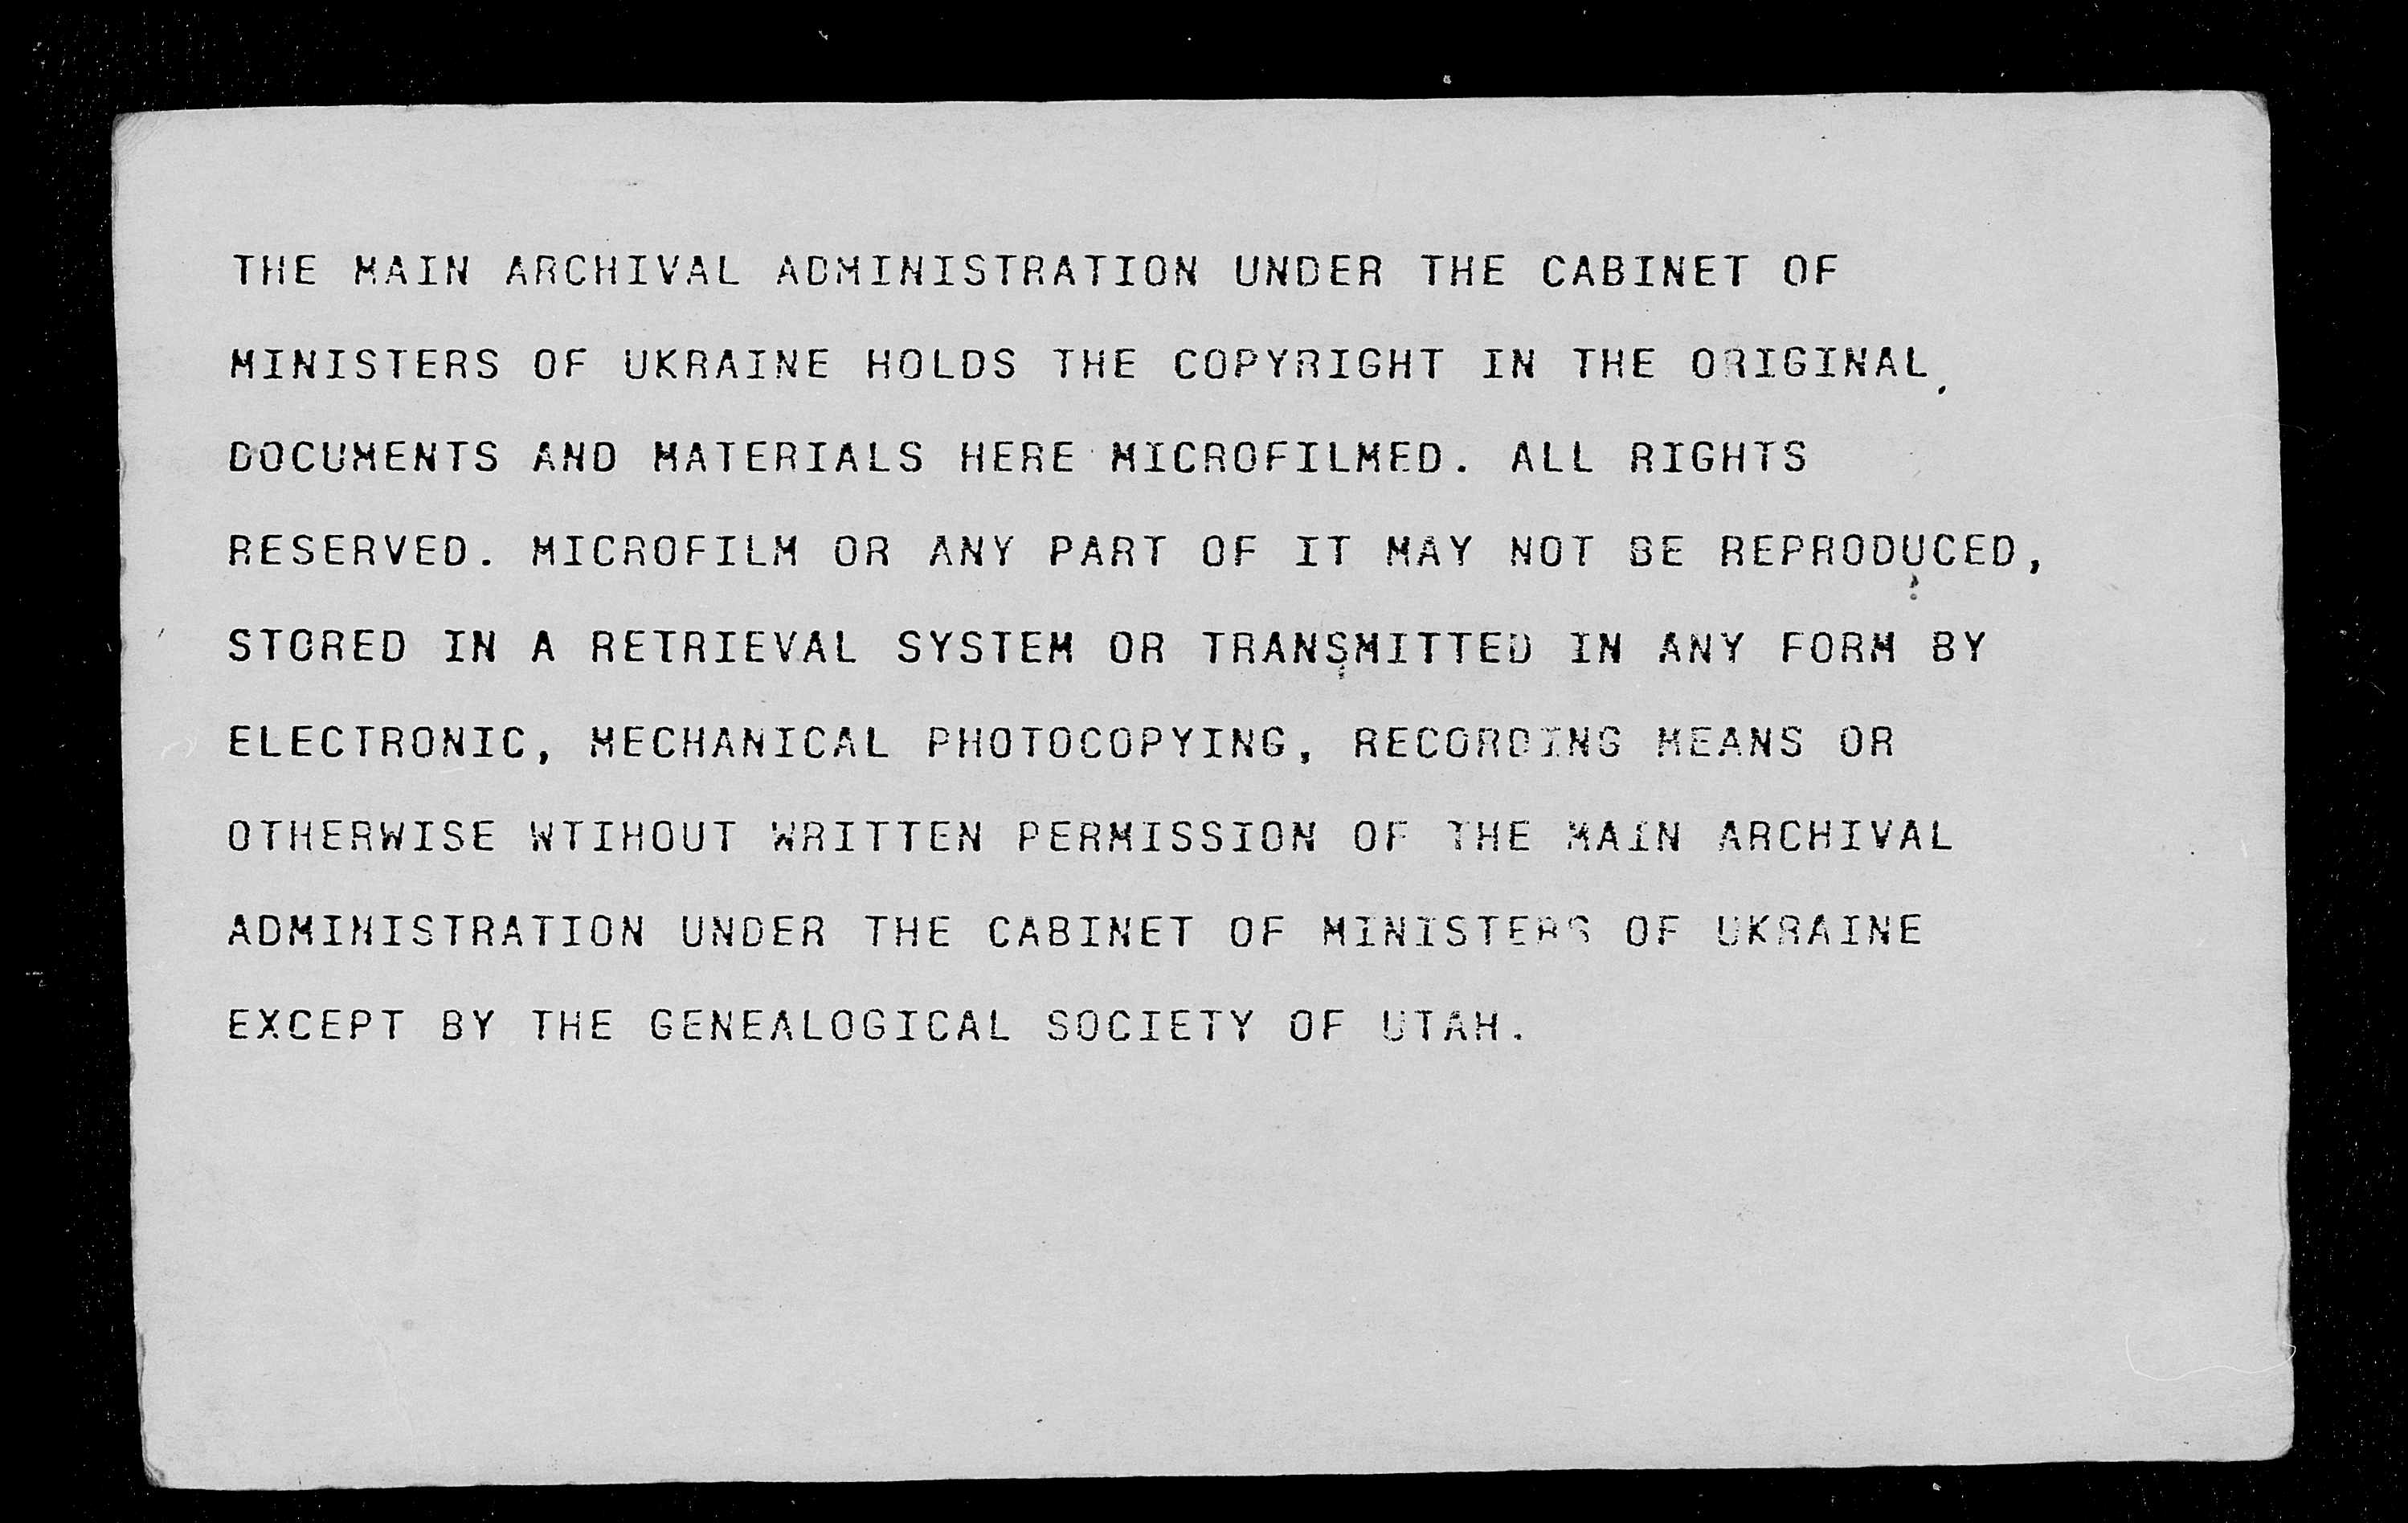 THE MAIN ARCHIVAL ADMINISTRATION UNDER THE CABINET OF
MINISTERS OF UKRAINE HOLDS THE COPYRIGHT IN THE ORIGINAL
DOCUMENTS AND MATERIALS HERE MICROFILMED. ALL RIGHTS
RESERVED. MICROFILM OR ANY PART OF IT MAY NOT BE REPRODUCED,
STORED IN A RETRIEVAL SYSTEM OR TRANSMITTED IN ANY FORM BY
ELECTRONIC, MECHANICAL PHOTOCOPYING, RECORDING MEANS OR
OTHERWISE WTIHOUT WRITTEN PERMISSION OF THE MAIN ARCHIVAL
ADMINISTRATION UNDER THE CABINET OF MINISTERS OF UKRAINE
EXCEPT BY THE GENEALOGICAL SOCIETY OF UTAH.